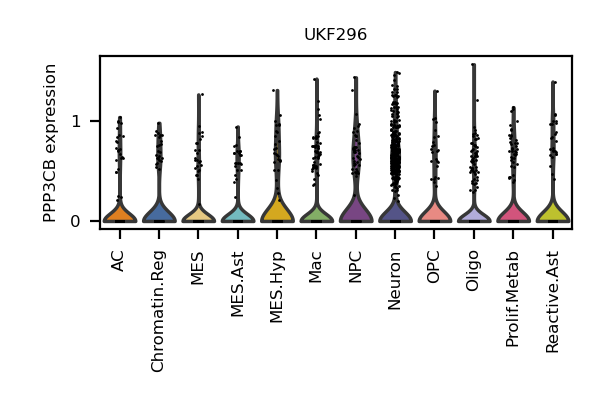 UKF296
PPP3CB expression
1
0
AC
Chromatin.Reg
MES
MES.Ast
MES.Hyp
Mac
NPC
Neuron
OPC
Oligo
Prolif.Metab
Reactive.Ast